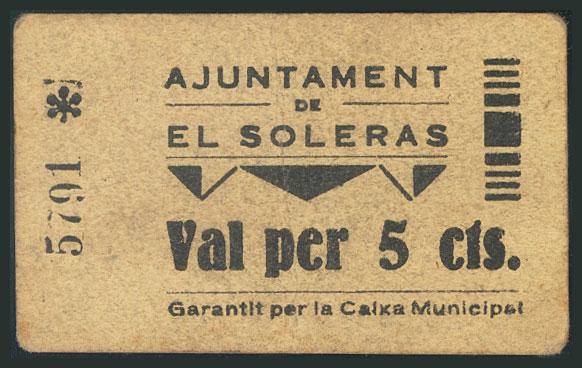 AJUNTAMENT
DE
EL SOLERAS
Val per 5 cts.
Garantit per la Caixa Municipal
5791 *